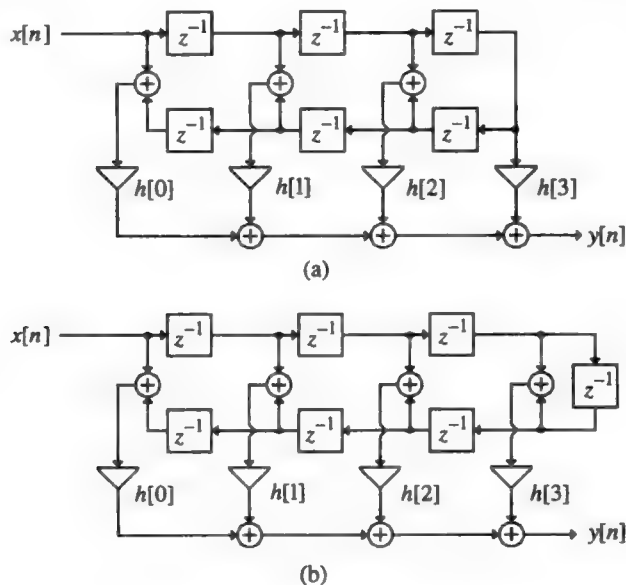 x[n] z⁻¹ z⁻¹ z⁻¹
z⁻¹ z⁻¹ z⁻¹
h[0] h[1] h[2] h[3]
y[n]
(a)
x[n] z⁻¹ z⁻¹ z⁻¹
z⁻¹
z⁻¹ z⁻¹ z⁻¹
h[0] h[1] h[2] h[3]
y[n]
(b)